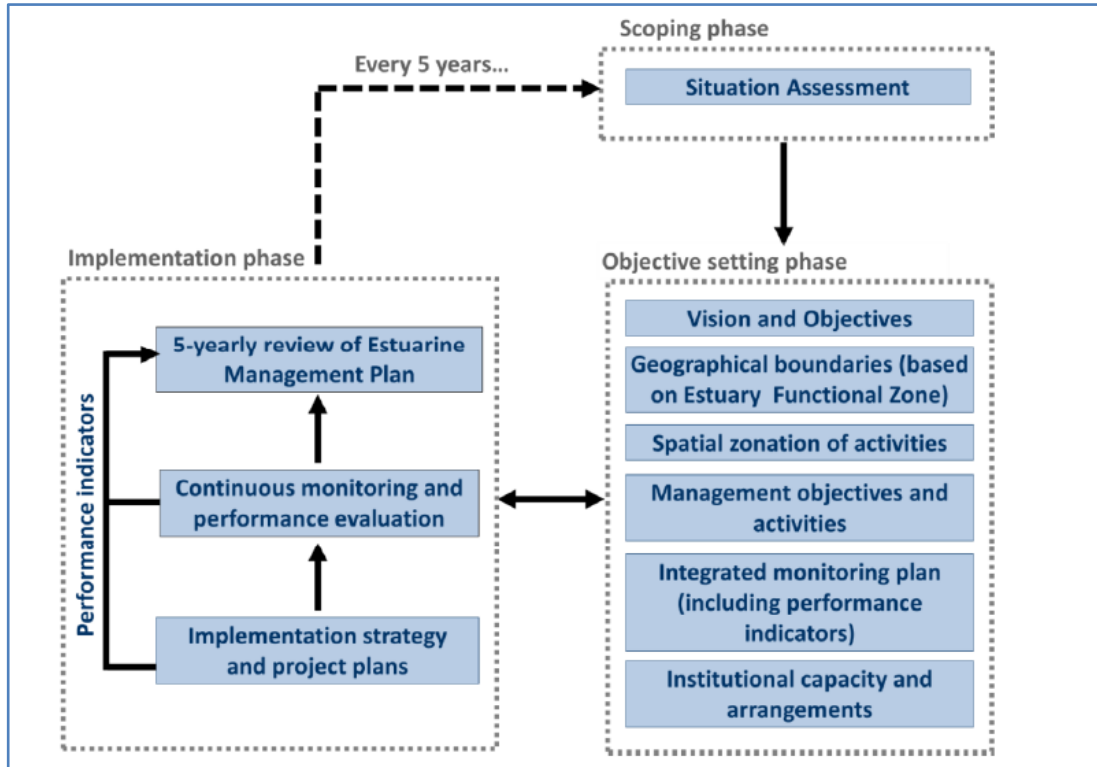 Scoping phase
Every 5 years...
Situation Assessment
Implementation phase
Objective setting phase
5-yearly review of Estuarine
Management Plan
Continuous monitoring and
performance evaluation
Implementation strategy
and project plans
Performance indicators
Vision and Objectives
Geographical boundaries (based
on Estuary Functional Zone)
Spatial zonation of activities
Management objectives and
activities
Integrated monitoring plan
(including performance
indicators)
Institutional capacity and
arrangements